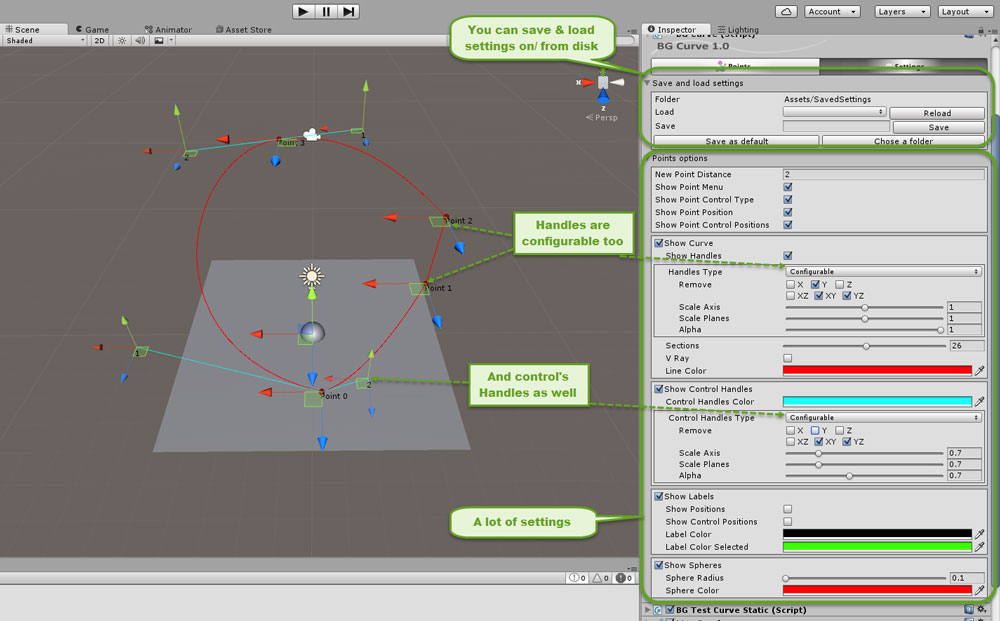 Scene
Game
Animator
Asset Store
Account
Layers
Layout
Shaded
2D
You can save & load
settings on/ from disk
Inspector
Lighting
BG Curve (Script)
BG Curve 1.0
Points
Settings
Save and load settings
Folder Assets/SavedSettings
Load Reload
Save Save
Save as default Chose a folder
Points options
New Point Distance 2
Show Point Menu
Show Point Control Type
Show Point Position
Show Point Control Positions
Show Curve
Show Handles
Handles Type Configurable
Remove X Y Z
XZ XY YZ
Scale Axis 1
Scale Planes 1
Alpha 1
Sections 26
V Ray
Line Color
Show Control Handles
Control Handles Color
Control Handles Type Configurable
Remove X Y Z
XZ XY YZ
Scale Axis 0.7
Scale Planes 0.7
Alpha 0.7
Show Labels
Show Positions
Show Control Positions
Label Color
Label Color Selected
Show Spheres
Sphere Radius 0.1
Sphere Color
BG Test Curve Static (Script)
x
z
Persp
1
2
Point 3
Point 2
Point 1
1
2
Point 0
Handles are
configurable too
And control's
Handles as well
A lot of settings
0 0 0